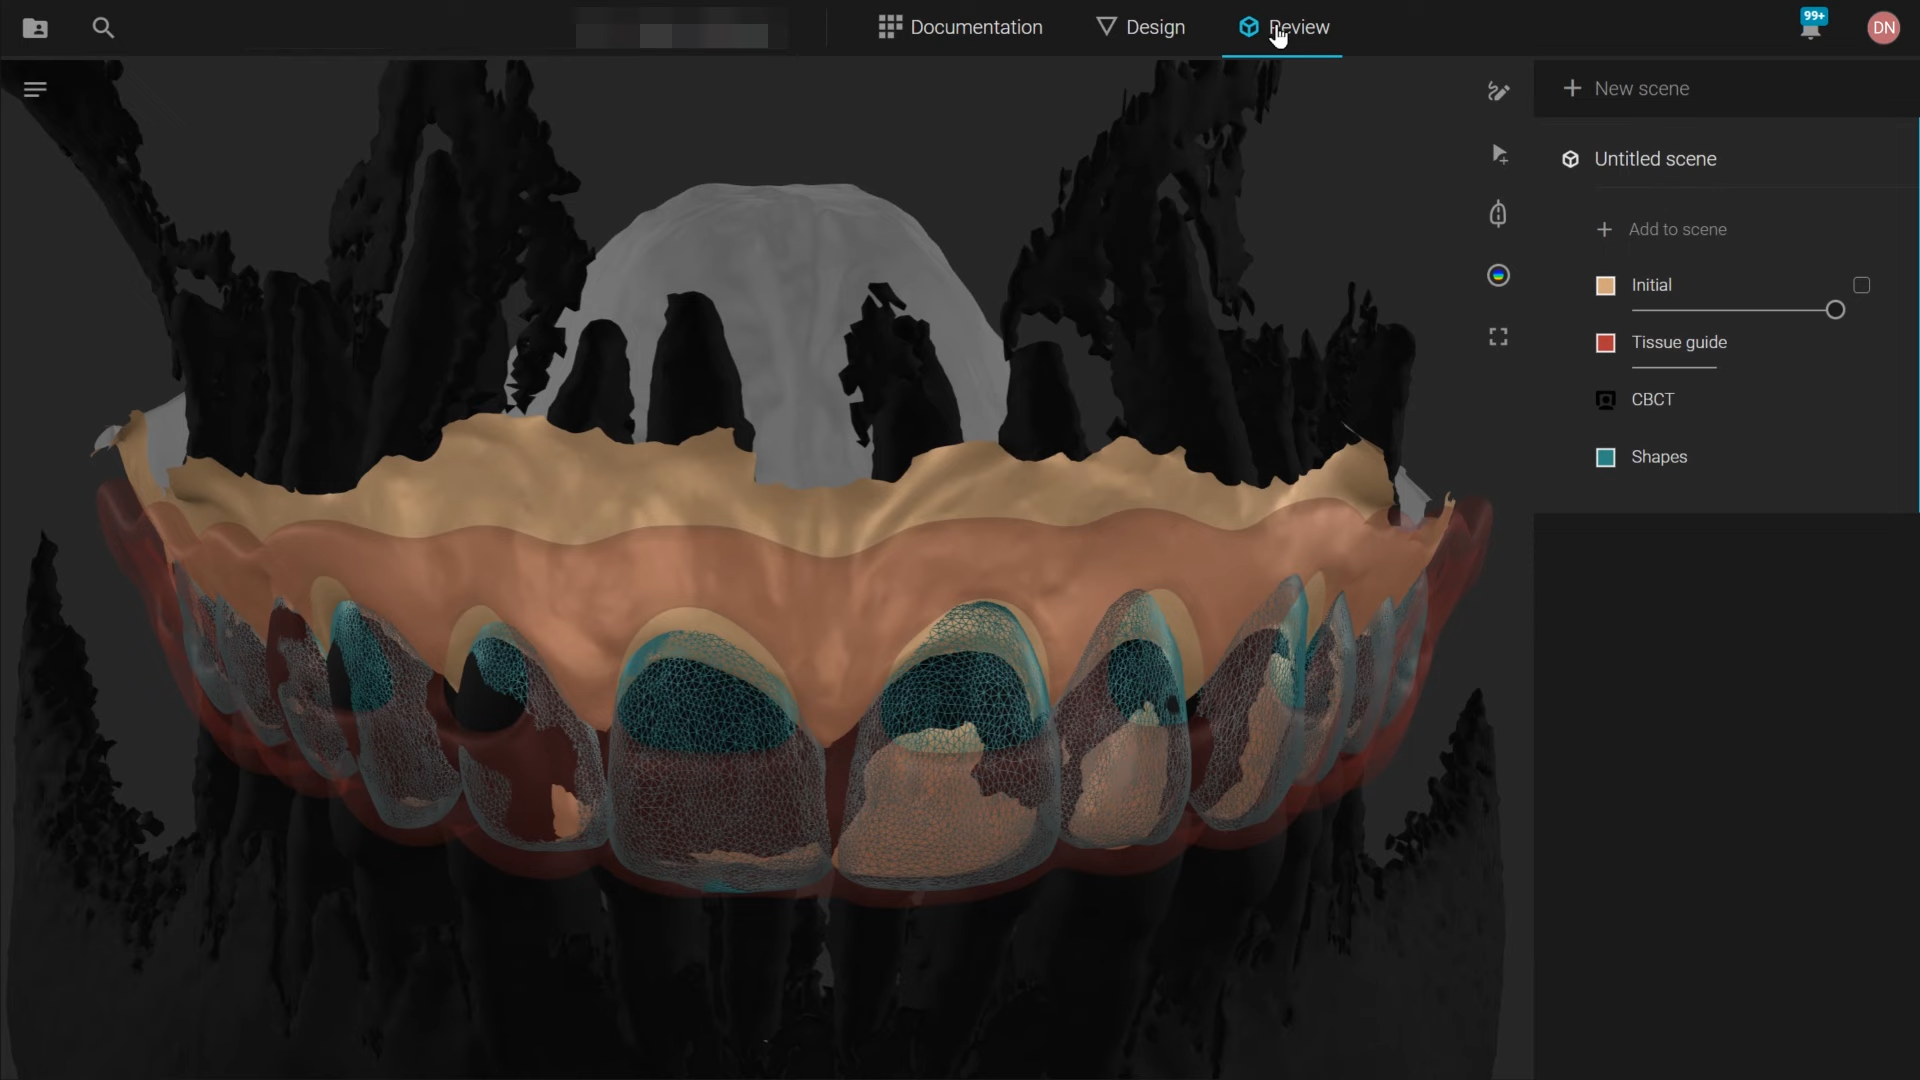 Documentation
Design
Review
99+
DN
New scene
Untitled scene
Add to scene
Initial
Tissue guide
CBCT
Shapes